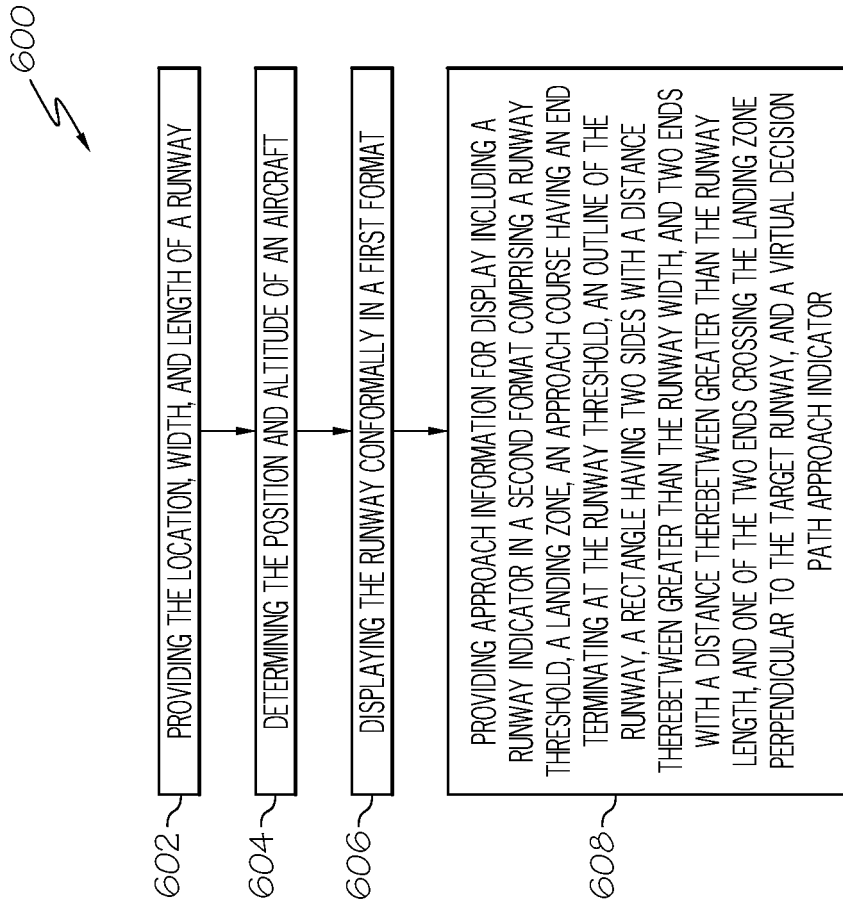 600
602
PROVIDING THE LOCATION, WIDTH, AND LENGTH OF A RUNWAY
604
DETERMINING THE POSITION AND ALTITUDE OF AN AIRCRAFT
606
DISPLAYING THE RUNWAY CONFORMALLY IN A FIRST FORMAT
608
PROVIDING APPROACH INFORMATION FOR DISPLAY INCLUDING A
RUNWAY INDICATOR IN A SECOND FORMAT COMPRISING A RUNWAY
THRESHOLD, A LANDING ZONE, AN APPROACH COURSE HAVING AN END
TERMINATING AT THE RUNWAY THRESHOLD, AN OUTLINE OF THE
RUNWAY, A RECTANGLE HAVING TWO SIDES WITH A DISTANCE
THEREBETWEEN GREATER THAN THE RUNWAY WIDTH, AND TWO ENDS
WITH A DISTANCE THEREBETWEEN GREATER THAN THE RUNWAY
LENGTH, AND ONE OF THE TWO ENDS CROSSING THE LANDING ZONE
PERPENDICULAR TO THE TARGET RUNWAY, AND A VIRTUAL DECISION
PATH APPROACH INDICATOR